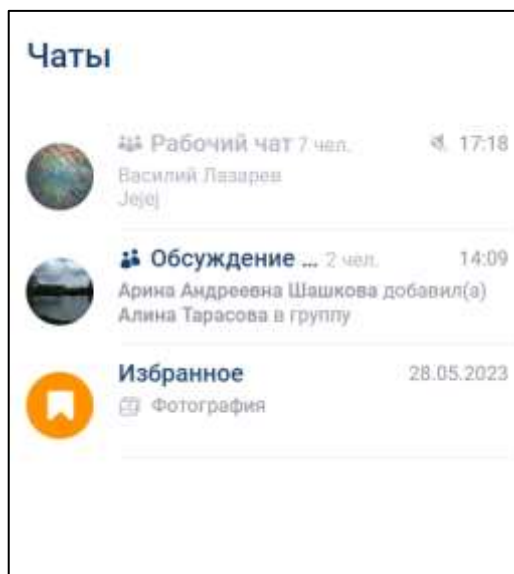 Чаты
Рабочий чат 7 чел. 17:18
Василий Лазарев
Jejej
Обсуждение ... 2 чел. 14:09
Арина Андреевна Шашкова добавил(а)
Алина Тарасова в группу
Избранное 28.05.2023
Фотография